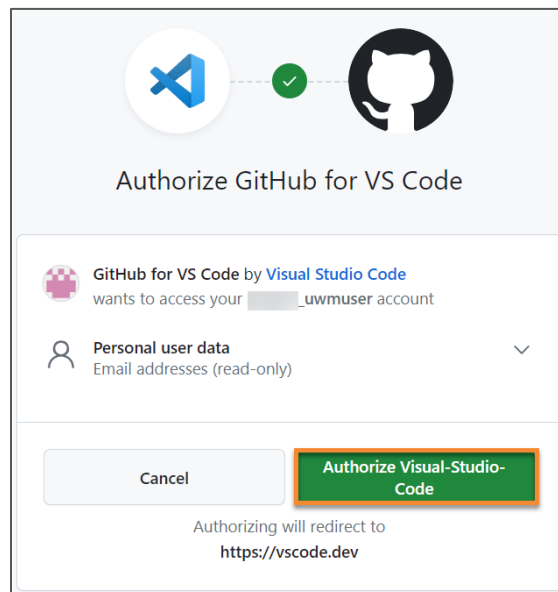 Authorize GitHub for VS Code
GitHub for VS Code by Visual Studio Code
wants to access your _uwmuser account
Personal user data
Email addresses (read-only)
Cancel
Authorize Visual-Studio-
Code
Authorizing will redirect to
https://vscode.dev